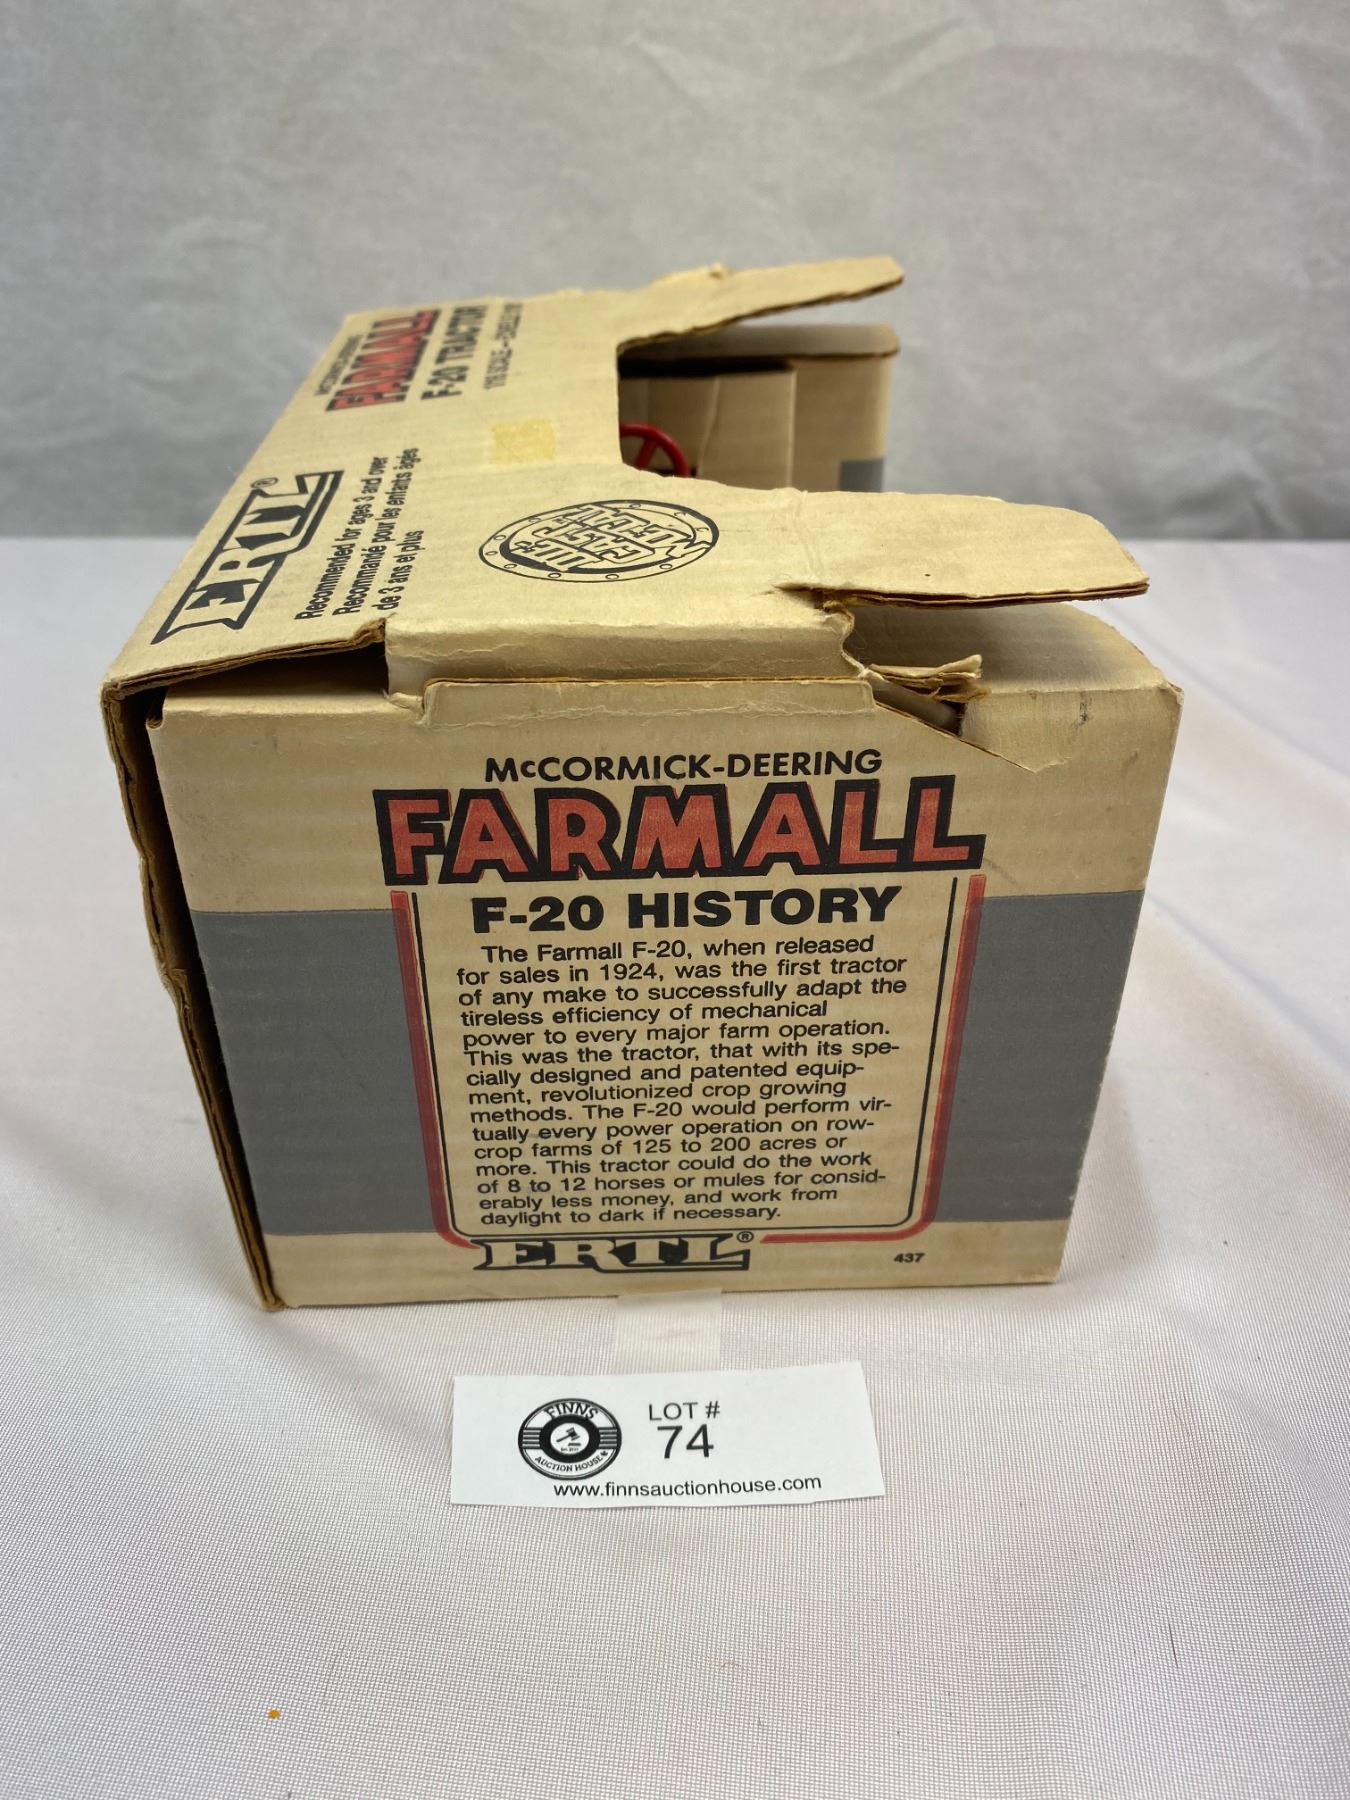 McCORMICK-DEERING
FARMALL
F-20 TRACTOR
ERTL®
Recommended for ages 3 and over
Recommandé pour les enfants âgés
de 3 ans et plus
McCORMICK-DEERING
FARMALL
F-20 HISTORY
The Farmall F-20, when released
for sales in 1924, was the first tractor
of any make to successfully adapt the
tireless efficiency of mechanical
power to every major farm operation.
This was the tractor, that with its spe-
cially designed and patented equip-
ment, revolutionized crop growing
methods. The F-20 would perform vir-
tually every power operation on row-
crop farms of 125 to 200 acres or
more. This tractor could do the work
of 8 to 12 horses or mules for consid-
erably less money, and work from
daylight to dark if necessary.
ERTL®
437
FINNS
AUCTION HOUSE
LOT #
74
www.finnsauctionhouse.com